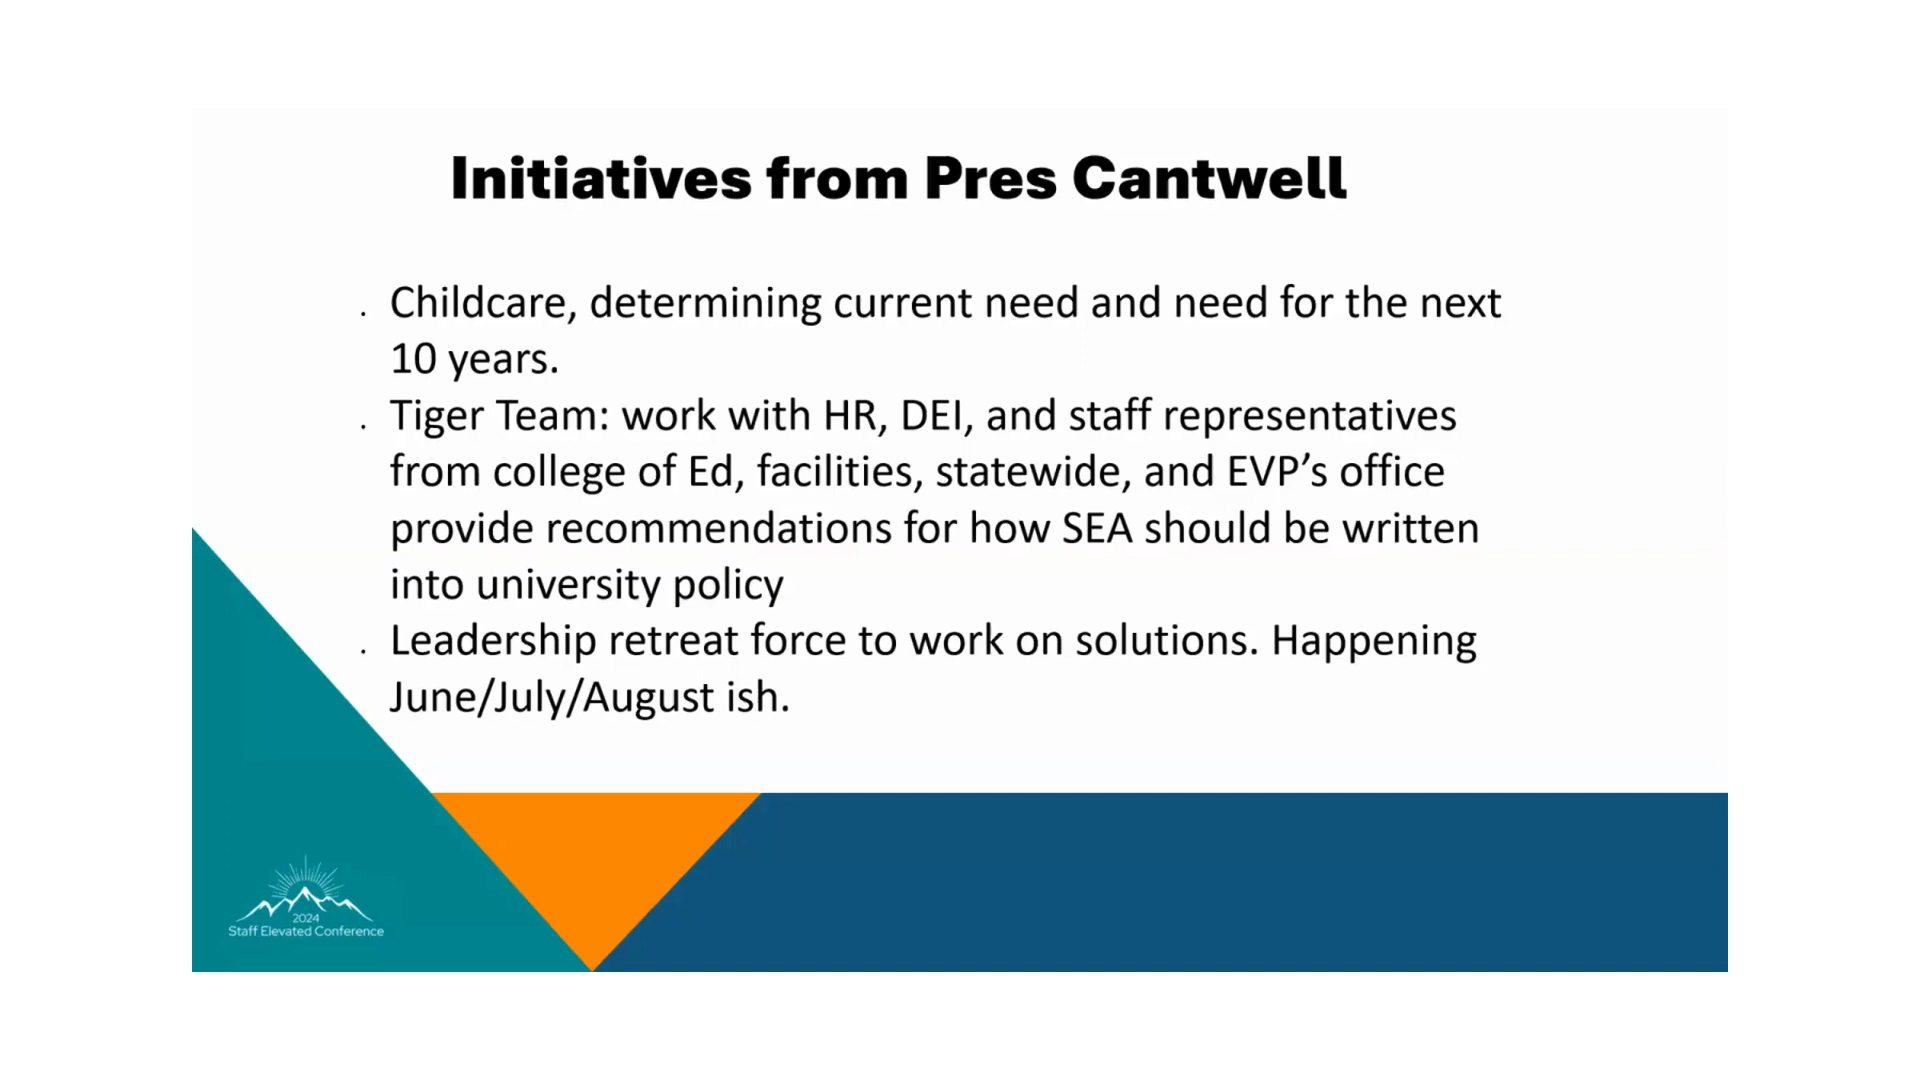 Initiatives from Pres Cantwell
. Childcare, determining current need and need for the next
10 years.
. Tiger Team: work with HR, DEI, and staff representatives
from college of Ed, facilities, statewide, and EVP’s office
provide recommendations for how SEA should be written
into university policy
. Leadership retreat force to work on solutions. Happening
June/July/August ish.
2024
Staff Elevated Conference